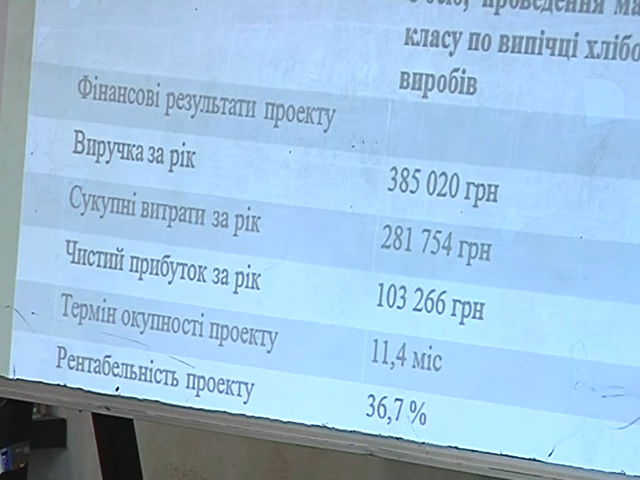 проведення
класу по випічці
виробів
Фінансові результати проекту
Виручка за рік 385 020 грн
Сукупні витрати за рік 281 754 грн
Чистий прибуток за рік 103 266 грн
Термін окупності проекту 11,4 міс
Рентабельність проекту 36,7 %